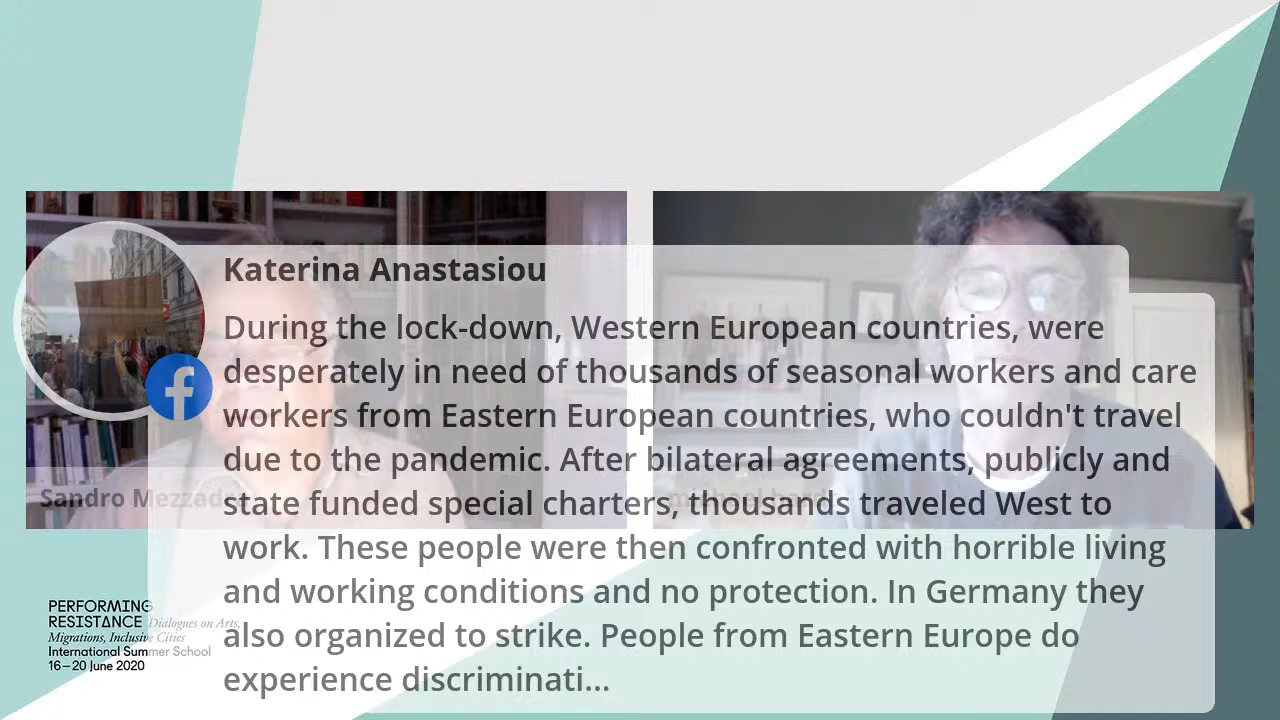 Katerina Anastasiou
During the lock-down, Western European countries, were
desperately in need of thousands of seasonal workers and care
workers from Eastern European countries, who couldn't travel
due to the pandemic. After bilateral agreements, publicly and
state funded special charters, thousands traveled West to
work. These people were then confronted with horrible living
and working conditions and no protection. In Germany they
also organized to strike. People from Eastern Europe do
experience discriminati...
Sandro Mezzadra
michael hardt
PERFORMING
RESISTANCE Dialogues on Arts,
Migrations, Inclusive Cities
International Summer School
16–20 June 2020